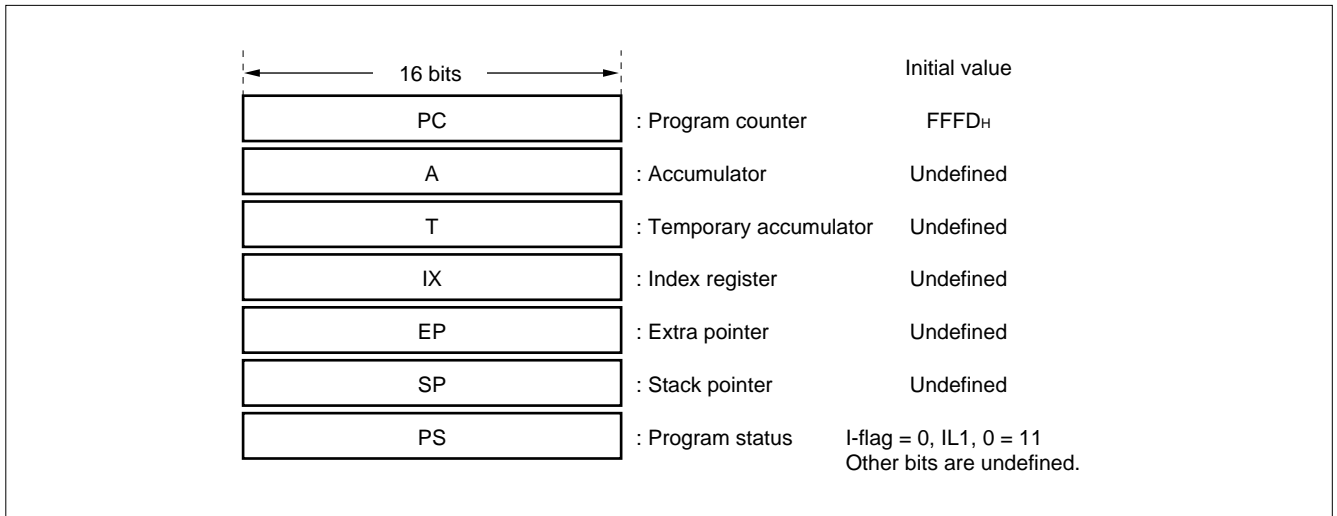 16 bits Initial value
PC : Program counter FFFDH
A : Accumulator Undefined
T : Temporary accumulator Undefined
IX : Index register Undefined
EP : Extra pointer Undefined
SP : Stack pointer Undefined
PS : Program status I-flag = 0, IL1, 0 = 11
Other bits are undefined.